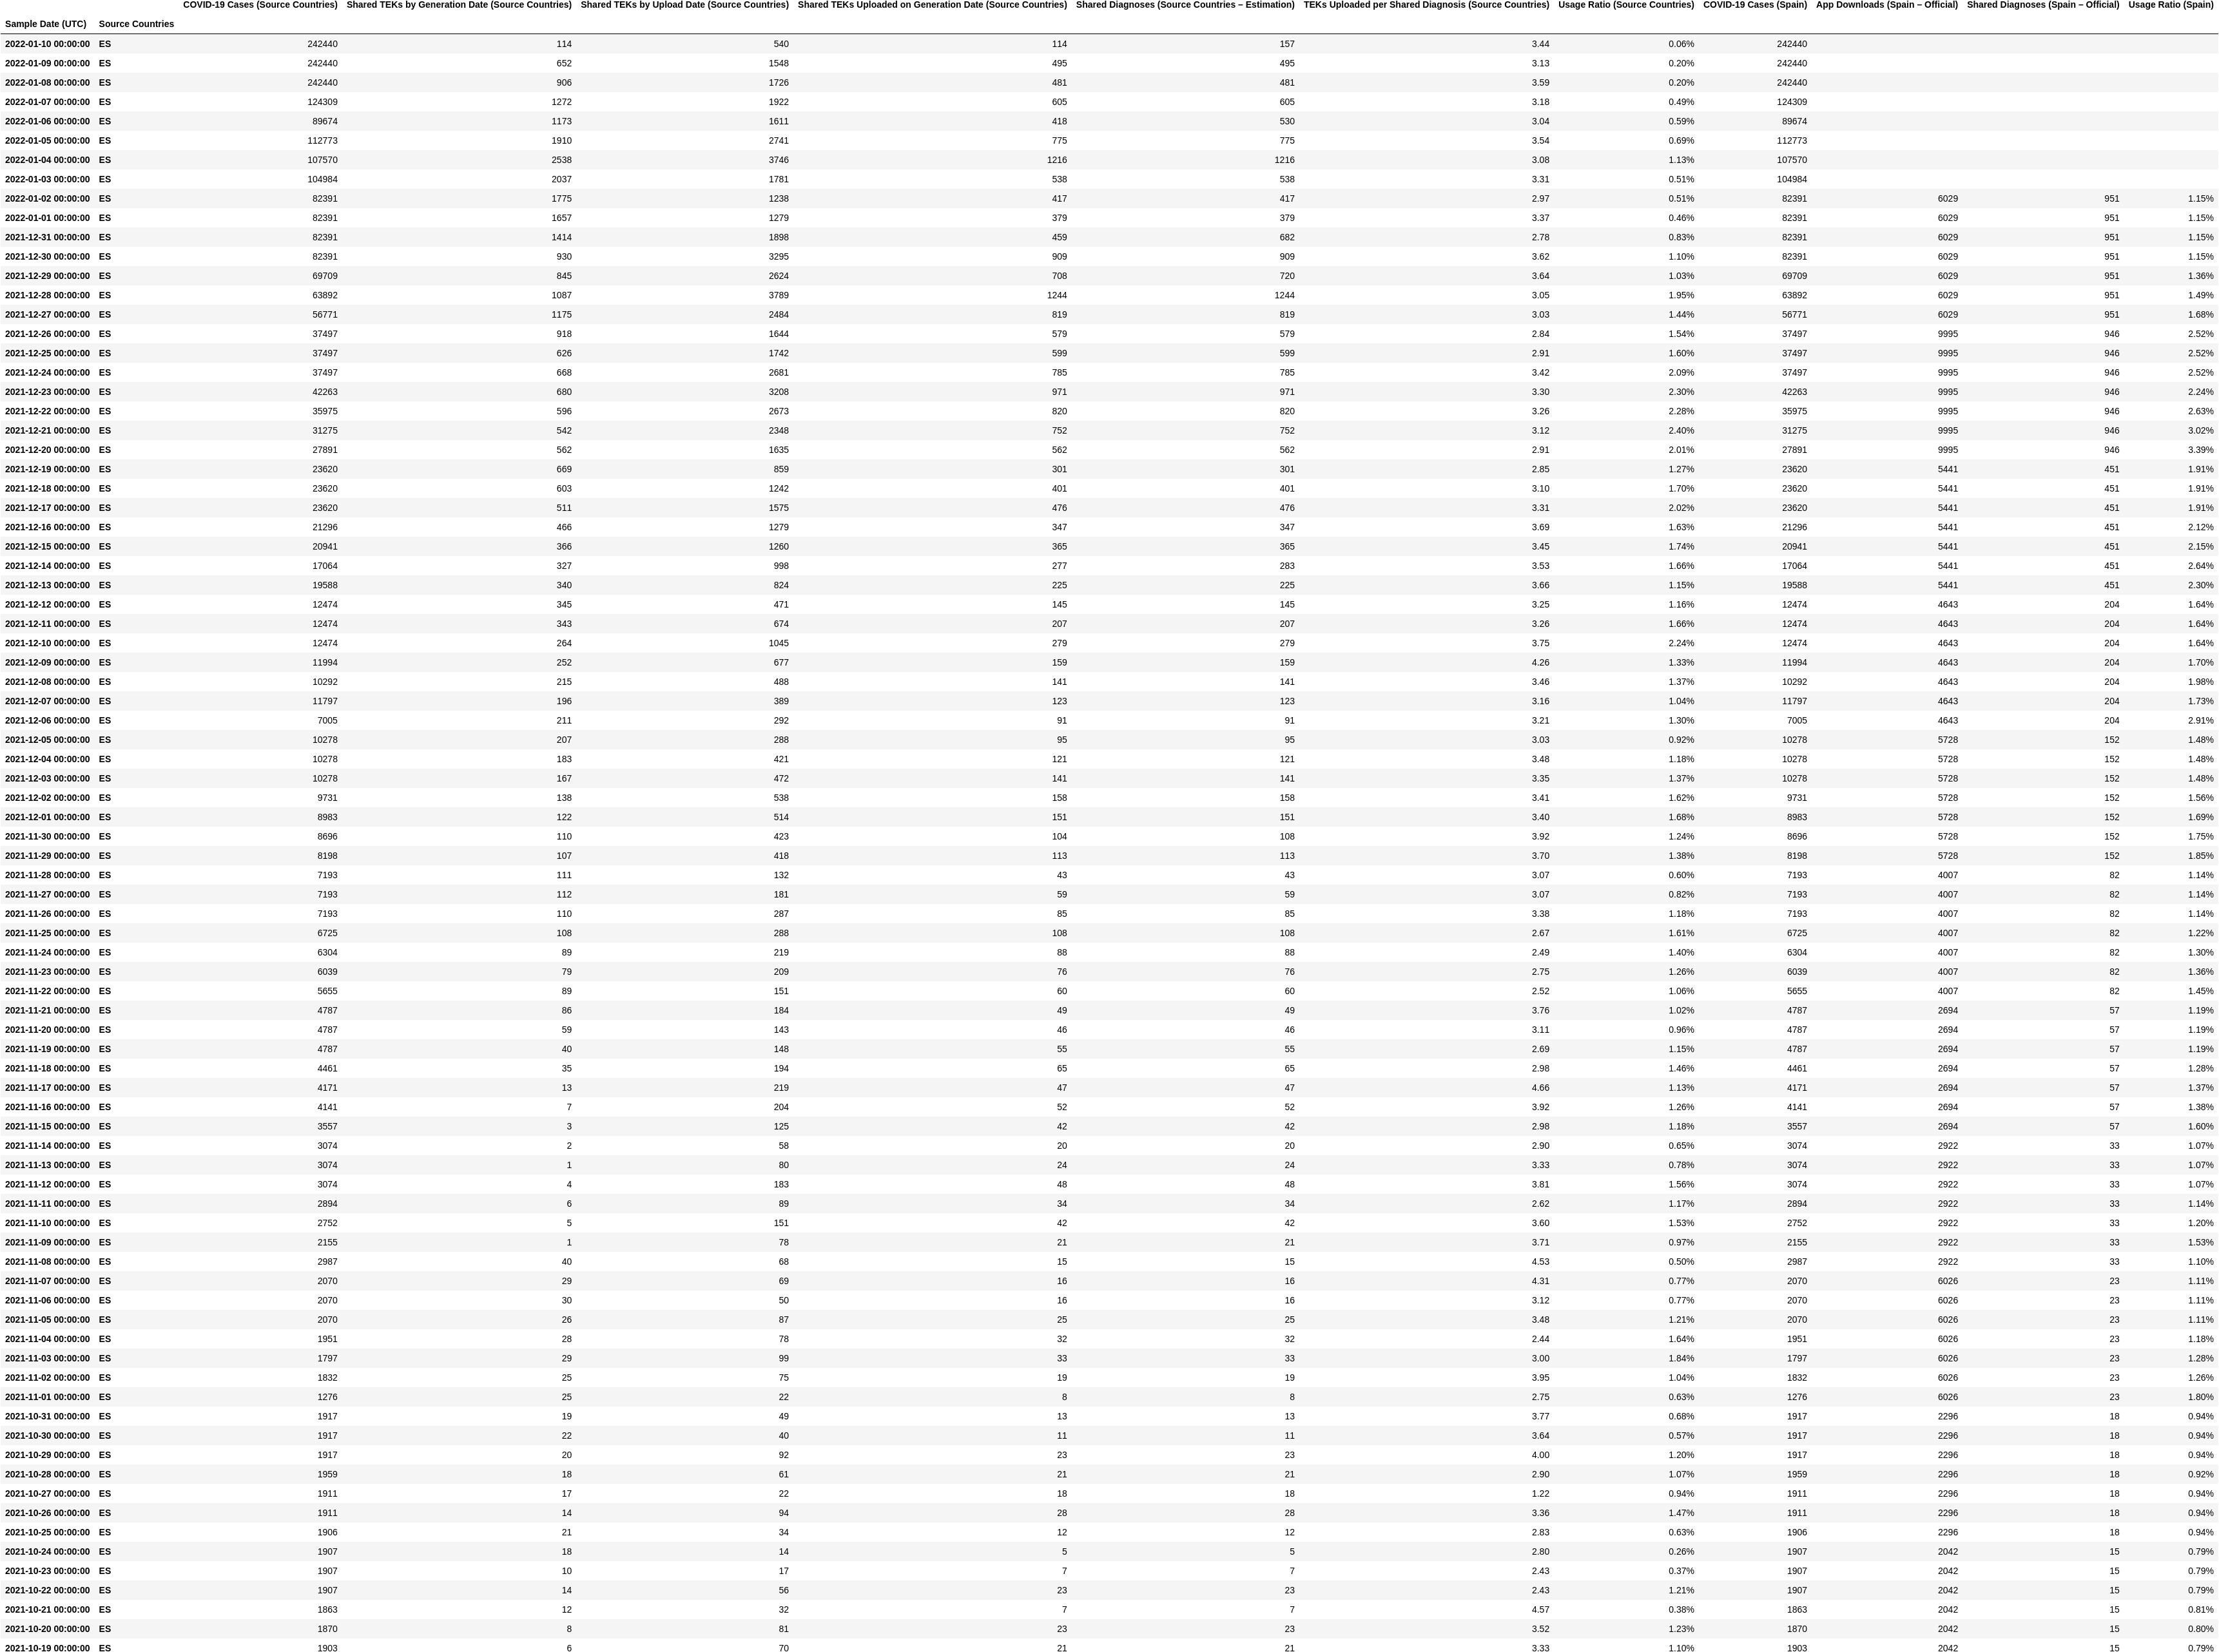 COVID-19 Cases (Source Countries) Shared TEKs by Generation Date (Source Countries) Shared TEKs by Upload Date (Source Countries) Shared TEKs Uploaded on Generation Date (Source Countries) Shared Diagnoses (Source Countries – Estimation) TEKs Uploaded per Shared Diagnosis (Source Countries) Usage Ratio (Source Countries) COVID-19 Cases (Spain) App Downloads (Spain – Official) Shared Diagnoses (Spain – Official) Usage Ratio (Spain)
Sample Date (UTC) Source Countries
2022-01-10 00:00:00 ES 242440 114 540 114 157 3.44 0.06% 242440
2022-01-09 00:00:00 ES 242440 652 1548 495 495 3.13 0.20% 242440
2022-01-08 00:00:00 ES 242440 906 1726 481 481 3.59 0.20% 242440
2022-01-07 00:00:00 ES 124309 1272 1922 605 605 3.18 0.49% 124309
2022-01-06 00:00:00 ES 89674 1173 1611 418 530 3.04 0.59% 89674
2022-01-05 00:00:00 ES 112773 1910 2741 775 775 3.54 0.69% 112773
2022-01-04 00:00:00 ES 107570 2538 3746 1216 1216 3.08 1.13% 107570
2022-01-03 00:00:00 ES 104984 2037 1781 538 538 3.31 0.51% 104984
2022-01-02 00:00:00 ES 82391 1775 1238 417 417 2.97 0.51% 82391 6029 951 1.15%
2022-01-01 00:00:00 ES 82391 1657 1279 379 379 3.37 0.46% 82391 6029 951 1.15%
2021-12-31 00:00:00 ES 82391 1414 1898 459 682 2.78 0.83% 82391 6029 951 1.15%
2021-12-30 00:00:00 ES 82391 930 3295 909 909 3.62 1.10% 82391 6029 951 1.15%
2021-12-29 00:00:00 ES 69709 845 2624 708 720 3.64 1.03% 69709 6029 951 1.36%
2021-12-28 00:00:00 ES 63892 1087 3789 1244 1244 3.05 1.95% 63892 6029 951 1.49%
2021-12-27 00:00:00 ES 56771 1175 2484 819 819 3.03 1.44% 56771 6029 951 1.68%
2021-12-26 00:00:00 ES 37497 918 1644 579 579 2.84 1.54% 37497 9995 946 2.52%
2021-12-25 00:00:00 ES 37497 626 1742 599 599 2.91 1.60% 37497 9995 946 2.52%
2021-12-24 00:00:00 ES 37497 668 2681 785 785 3.42 2.09% 37497 9995 946 2.52%
2021-12-23 00:00:00 ES 42263 680 3208 971 971 3.30 2.30% 42263 9995 946 2.24%
2021-12-22 00:00:00 ES 35975 596 2673 820 820 3.26 2.28% 35975 9995 946 2.63%
2021-12-21 00:00:00 ES 31275 542 2348 752 752 3.12 2.40% 31275 9995 946 3.02%
2021-12-20 00:00:00 ES 27891 562 1635 562 562 2.91 2.01% 27891 9995 946 3.39%
2021-12-19 00:00:00 ES 23620 669 859 301 301 2.85 1.27% 23620 5441 451 1.91%
2021-12-18 00:00:00 ES 23620 603 1242 401 401 3.10 1.70% 23620 5441 451 1.91%
2021-12-17 00:00:00 ES 23620 511 1575 476 476 3.31 2.02% 23620 5441 451 1.91%
2021-12-16 00:00:00 ES 21296 466 1279 347 347 3.69 1.63% 21296 5441 451 2.12%
2021-12-15 00:00:00 ES 20941 366 1260 365 365 3.45 1.74% 20941 5441 451 2.15%
2021-12-14 00:00:00 ES 17064 327 998 277 283 3.53 1.66% 17064 5441 451 2.64%
2021-12-13 00:00:00 ES 19588 340 824 225 225 3.66 1.15% 19588 5441 451 2.30%
2021-12-12 00:00:00 ES 12474 345 471 145 145 3.25 1.16% 12474 4643 204 1.64%
2021-12-11 00:00:00 ES 12474 343 674 207 207 3.26 1.66% 12474 4643 204 1.64%
2021-12-10 00:00:00 ES 12474 264 1045 279 279 3.75 2.24% 12474 4643 204 1.64%
2021-12-09 00:00:00 ES 11994 252 677 159 159 4.26 1.33% 11994 4643 204 1.70%
2021-12-08 00:00:00 ES 10292 215 488 141 141 3.46 1.37% 10292 4643 204 1.98%
2021-12-07 00:00:00 ES 11797 196 389 123 123 3.16 1.04% 11797 4643 204 1.73%
2021-12-06 00:00:00 ES 7005 211 292 91 91 3.21 1.30% 7005 4643 204 2.91%
2021-12-05 00:00:00 ES 10278 207 288 95 95 3.03 0.92% 10278 5728 152 1.48%
2021-12-04 00:00:00 ES 10278 183 421 121 121 3.48 1.18% 10278 5728 152 1.48%
2021-12-03 00:00:00 ES 10278 167 472 141 141 3.35 1.37% 10278 5728 152 1.48%
2021-12-02 00:00:00 ES 9731 138 538 158 158 3.41 1.62% 9731 5728 152 1.56%
2021-12-01 00:00:00 ES 8983 122 514 151 151 3.40 1.68% 8983 5728 152 1.69%
2021-11-30 00:00:00 ES 8696 110 423 104 108 3.92 1.24% 8696 5728 152 1.75%
2021-11-29 00:00:00 ES 8198 107 418 113 113 3.70 1.38% 8198 5728 152 1.85%
2021-11-28 00:00:00 ES 7193 111 132 43 43 3.07 0.60% 7193 4007 82 1.14%
2021-11-27 00:00:00 ES 7193 112 181 59 59 3.07 0.82% 7193 4007 82 1.14%
2021-11-26 00:00:00 ES 7193 110 287 85 85 3.38 1.18% 7193 4007 82 1.14%
2021-11-25 00:00:00 ES 6725 108 288 108 108 2.67 1.61% 6725 4007 82 1.22%
2021-11-24 00:00:00 ES 6304 89 219 88 88 2.49 1.40% 6304 4007 82 1.30%
2021-11-23 00:00:00 ES 6039 79 209 76 76 2.75 1.26% 6039 4007 82 1.36%
2021-11-22 00:00:00 ES 5655 89 151 60 60 2.52 1.06% 5655 4007 82 1.45%
2021-11-21 00:00:00 ES 4787 86 184 49 49 3.76 1.02% 4787 2694 57 1.19%
2021-11-20 00:00:00 ES 4787 59 143 46 46 3.11 0.96% 4787 2694 57 1.19%
2021-11-19 00:00:00 ES 4787 40 148 55 55 2.69 1.15% 4787 2694 57 1.19%
2021-11-18 00:00:00 ES 4461 35 194 65 65 2.98 1.46% 4461 2694 57 1.28%
2021-11-17 00:00:00 ES 4171 13 219 47 47 4.66 1.13% 4171 2694 57 1.37%
2021-11-16 00:00:00 ES 4141 7 204 52 52 3.92 1.26% 4141 2694 57 1.38%
2021-11-15 00:00:00 ES 3557 3 125 42 42 2.98 1.18% 3557 2694 57 1.60%
2021-11-14 00:00:00 ES 3074 2 58 20 20 2.90 0.65% 3074 2922 33 1.07%
2021-11-13 00:00:00 ES 3074 1 80 24 24 3.33 0.78% 3074 2922 33 1.07%
2021-11-12 00:00:00 ES 3074 4 183 48 48 3.81 1.56% 3074 2922 33 1.07%
2021-11-11 00:00:00 ES 2894 6 89 34 34 2.62 1.17% 2894 2922 33 1.14%
2021-11-10 00:00:00 ES 2752 5 151 42 42 3.60 1.53% 2752 2922 33 1.20%
2021-11-09 00:00:00 ES 2155 1 78 21 21 3.71 0.97% 2155 2922 33 1.53%
2021-11-08 00:00:00 ES 2987 40 68 15 15 4.53 0.50% 2987 2922 33 1.10%
2021-11-07 00:00:00 ES 2070 29 69 16 16 4.31 0.77% 2070 6026 23 1.11%
2021-11-06 00:00:00 ES 2070 30 50 16 16 3.12 0.77% 2070 6026 23 1.11%
2021-11-05 00:00:00 ES 2070 26 87 25 25 3.48 1.21% 2070 6026 23 1.11%
2021-11-04 00:00:00 ES 1951 28 78 32 32 2.44 1.64% 1951 6026 23 1.18%
2021-11-03 00:00:00 ES 1797 29 99 33 33 3.00 1.84% 1797 6026 23 1.28%
2021-11-02 00:00:00 ES 1832 25 75 19 19 3.95 1.04% 1832 6026 23 1.26%
2021-11-01 00:00:00 ES 1276 25 22 8 8 2.75 0.63% 1276 6026 23 1.80%
2021-10-31 00:00:00 ES 1917 19 49 13 13 3.77 0.68% 1917 2296 18 0.94%
2021-10-30 00:00:00 ES 1917 22 40 11 11 3.64 0.57% 1917 2296 18 0.94%
2021-10-29 00:00:00 ES 1917 20 92 23 23 4.00 1.20% 1917 2296 18 0.94%
2021-10-28 00:00:00 ES 1959 18 61 21 21 2.90 1.07% 1959 2296 18 0.92%
2021-10-27 00:00:00 ES 1911 17 22 18 18 1.22 0.94% 1911 2296 18 0.94%
2021-10-26 00:00:00 ES 1911 14 94 28 28 3.36 1.47% 1911 2296 18 0.94%
2021-10-25 00:00:00 ES 1906 21 34 12 12 2.83 0.63% 1906 2296 18 0.94%
2021-10-24 00:00:00 ES 1907 18 14 5 5 2.80 0.26% 1907 2042 15 0.79%
2021-10-23 00:00:00 ES 1907 10 17 7 7 2.43 0.37% 1907 2042 15 0.79%
2021-10-22 00:00:00 ES 1907 14 56 23 23 2.43 1.21% 1907 2042 15 0.79%
2021-10-21 00:00:00 ES 1863 12 32 7 7 4.57 0.38% 1863 2042 15 0.81%
2021-10-20 00:00:00 ES 1870 8 81 23 23 3.52 1.23% 1870 2042 15 0.80%
2021-10-19 00:00:00 ES 1903 6 70 21 21 3.33 1.10% 1903 2042 15 0.79%